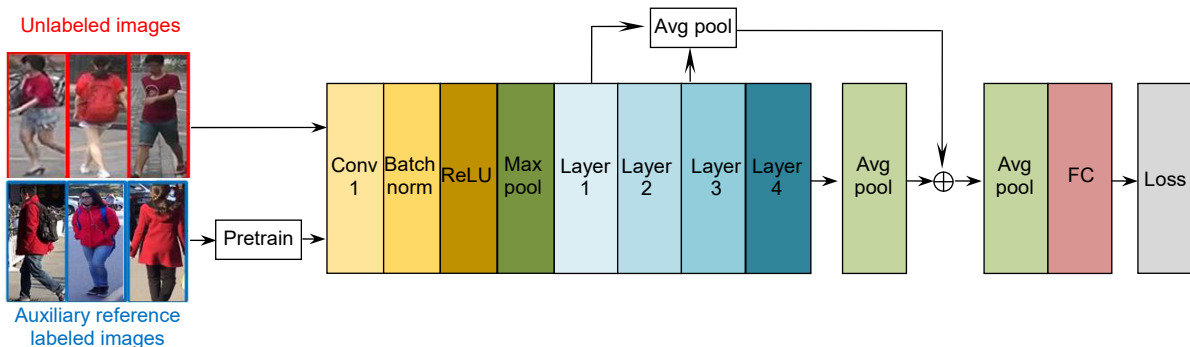 Unlabeled images
Avg pool
Conv
1
Batch
norm
ReLU
Max
pool
Layer
1
Layer
2
Layer
3
Layer
4
Avg
pool
Avg
pool
FC
Loss
Pretrain
Auxiliary reference
labeled images